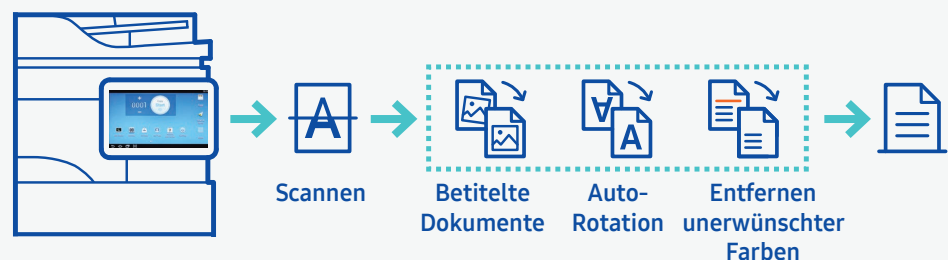 Scannen
Betitelte
Dokumente
Auto-
Rotation
Entfernen
unerwünschter
Farben
A
A
A